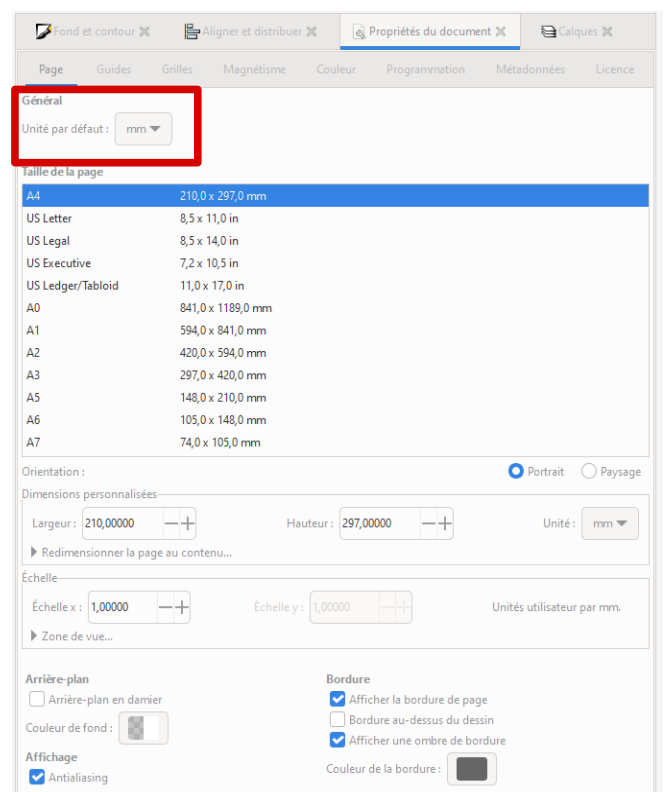 Fond et contour Aligner et distribuer Propriétés du document Calques
Page Guides Grilles Magnétisme Couleur Programmation Métadonnées Licence
Général
Unité par défaut : mm
Taille de la page
A4 210,0 x 297,0 mm
US Letter 8,5 x 11,0 in
US Legal 8,5 x 14,0 in
US Executive 7,2 x 10,5 in
US Ledger/Tabloid 11,0 x 17,0 in
A0 841,0 x 1189,0 mm
A1 594,0 x 841,0 mm
A2 420,0 x 594,0 mm
A3 297,0 x 420,0 mm
A5 148,0 x 210,0 mm
A6 105,0 x 148,0 mm
A7 74,0 x 105,0 mm
Orientation : Portrait Paysage
Dimensions personnalisées
Largeur : 210,00000 Hauteur : 297,00000 Unité : mm
Redimensionner la page au contenu...
Échelle
Échelle x : 1,00000 Échelle y : 1,00000 Unités utilisateur par mm.
Zone de vue...
Arrière-plan Bordure
Arrière-plan en damier Afficher la bordure de page
Bordure au-dessus du dessin
Couleur de fond : Afficher une ombre de bordure
Affichage
Couleur de la bordure :
Antialiasing